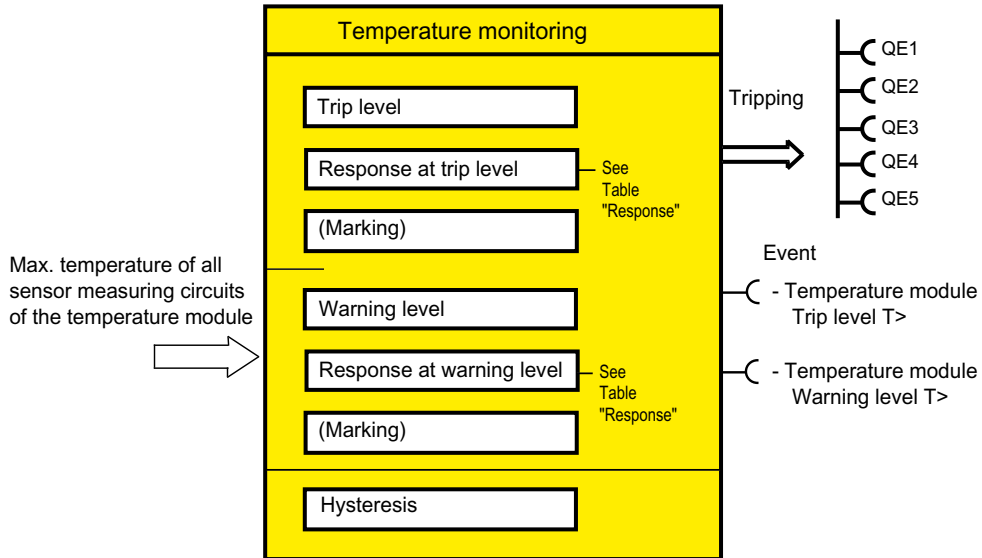 Temperature monitoring
Trip level
Response at trip level
See
Table
"Response"
(Marking)
Max. temperature of all
sensor measuring circuits
of the temperature module
Warning level
Response at warning level
See
Table
"Response"
(Marking)
Hysteresis
Tripping
QE1
QE2
QE3
QE4
QE5
Event
- Temperature module
Trip level T>
- Temperature module
Warning level T>